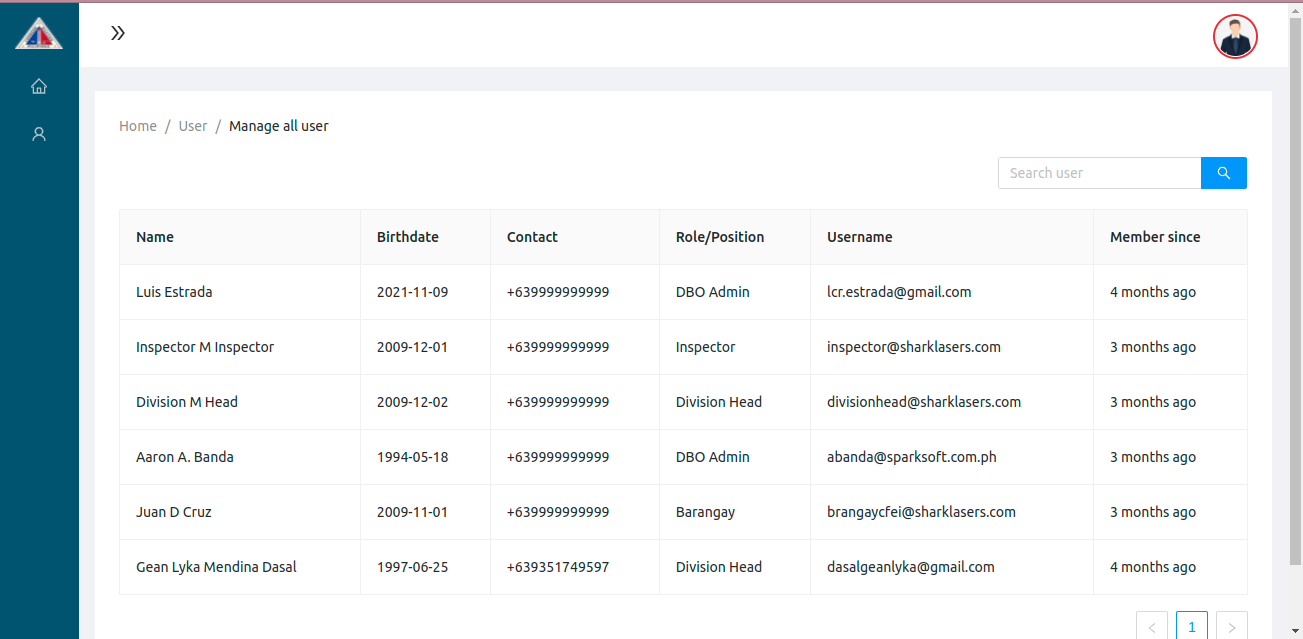 Home / User / Manage all user
Search user
Name Birthdate Contact Role/Position Username Member since
Luis Estrada 2021-11-09 +639999999999 DBO Admin lcr.estrada@gmail.com 4 months ago
Inspector M Inspector 2009-12-01 +639999999999 Inspector inspector@sharklasers.com 3 months ago
Division M Head 2009-12-02 +639999999999 Division Head divisionhead@sharklasers.com 3 months ago
Aaron A. Banda 1994-05-18 +639999999999 DBO Admin abanda@sparksoft.com.ph 3 months ago
Juan D Cruz 2009-11-01 +639999999999 Barangay brangaycfei@sharklasers.com 3 months ago
Gean Lyka Mendina Dasal 1997-06-25 +639351749597 Division Head dasalgeanlyka@gmail.com 4 months ago
< 1 >